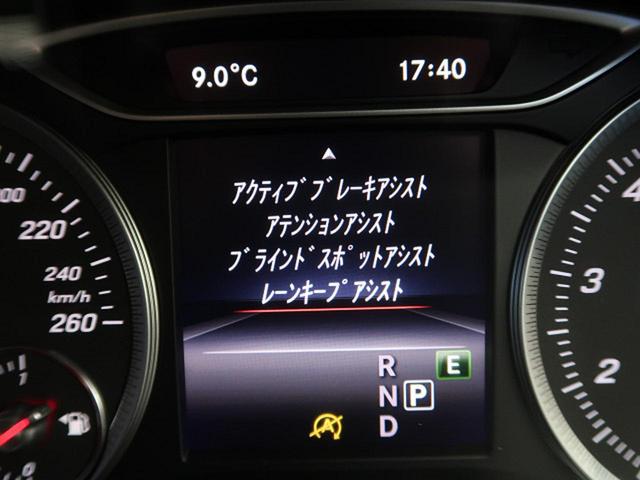 9.0°C 17:40
アクティブブレーキアシスト
アテンションアシスト
ブラインドスポットアシスト
レーンキープアシスト
200
220
240
km/h
260
4
3
2
R E
N P
A D
1
0